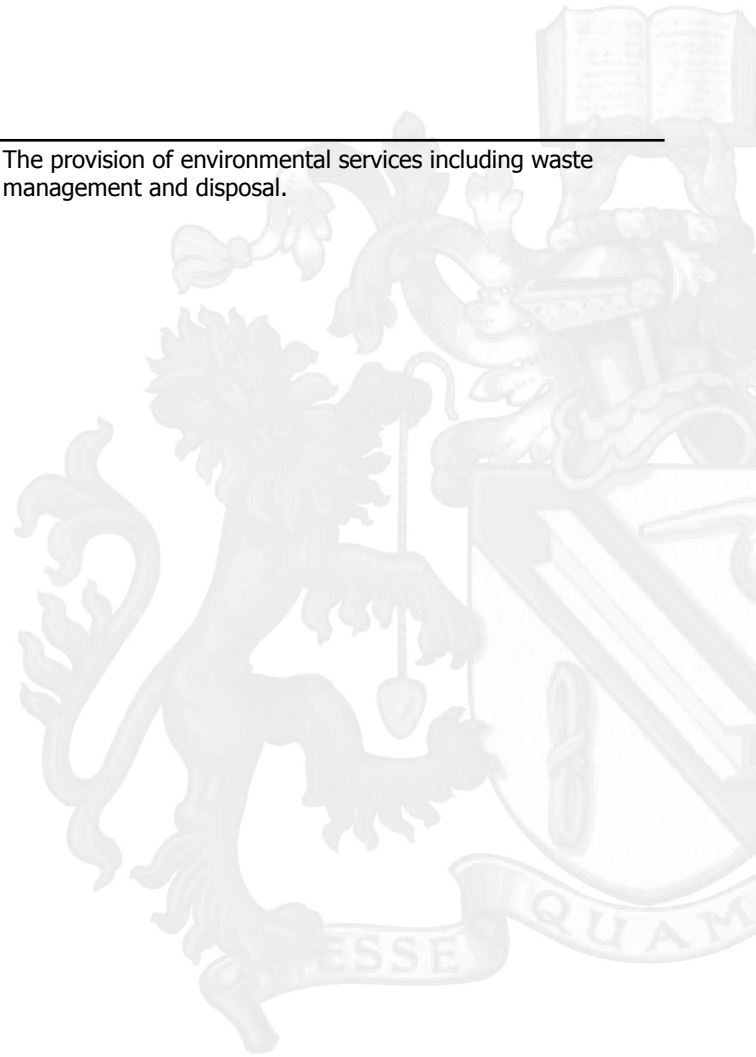 The provision of environmental services including waste
management and disposal.
ESSE
QUAM